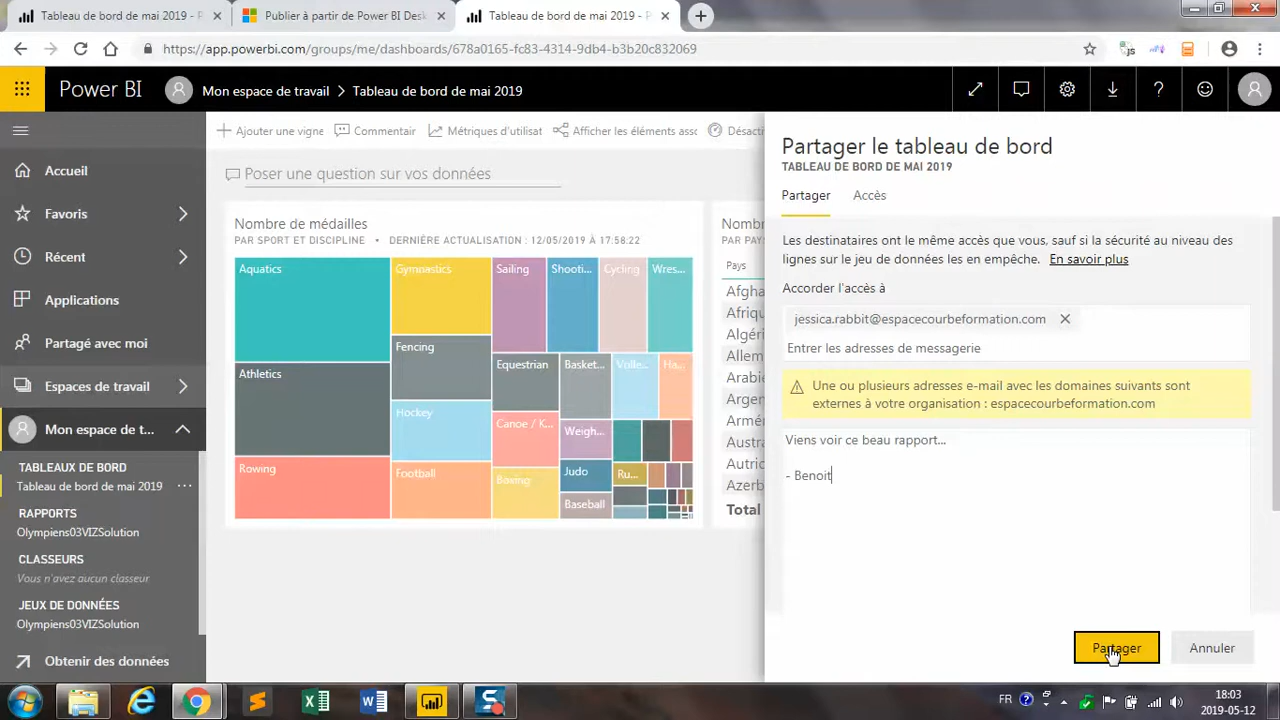 Tableau de bord de mai 2019 - P
Publier à partir de Power BI Desk
Tableau de bord de mai 2019 - P
https://app.powerbi.com/groups/me/dashboards/678a0165-fc83-4314-9db4-b3b20c832069
Power BI
Mon espace de travail > Tableau de bord de mai 2019
Accueil
Favoris
Récent
Applications
Partagé avec moi
Espaces de travail
Mon espace de t...
TABLEAUX DE BORD
Tableau de bord de mai 2019 ...
RAPPORTS
Olympiens03VIZSolution
CLASSEURS
Vous n'avez aucun classeur
JEUX DE DONNÉES
Olympiens03VIZSolution
Obtenir des données
Ajouter une vigne
Commentair
Métriques d'utilisat
Afficher les éléments assc
Désacti
Poser une question sur vos données
Nombre de médailles
PAR SPORT ET DISCIPLINE • DERNIÈRE ACTUALISATION : 12/05/2019 À 17:58:22
Aquatics
Athletics
Rowing
Gymnastics
Fencing
Hockey
Football
Sailing
Shooti...
Cycling
Wres...
Equestrian
Canoe / K...
Boxing
Basket...
Volle...
Ha...
Weigh...
Judo
Baseball
Ru...
Nomb
PAR PAY
Pays
Afgha
Afriqu
Algéri
Allem
Arabi
Argen
Armé
Austra
Autric
Azerb
Total
Partager le tableau de bord
TABLEAU DE BORD DE MAI 2019
Partager
Accès
Les destinataires ont le même accès que vous, sauf si la sécurité au niveau des
lignes sur le jeu de données les en empêche. En savoir plus
Accorder l'accès à
jessica.rabbit@espacecourbeformation.com
Entrer les adresses de messagerie
Une ou plusieurs adresses e-mail avec les domaines suivants sont
externes à votre organisation : espacecourbeformation.com
Viens voir ce beau rapport...
- Benoit
Partager
Annuler
FR
18:03
2019-05-12